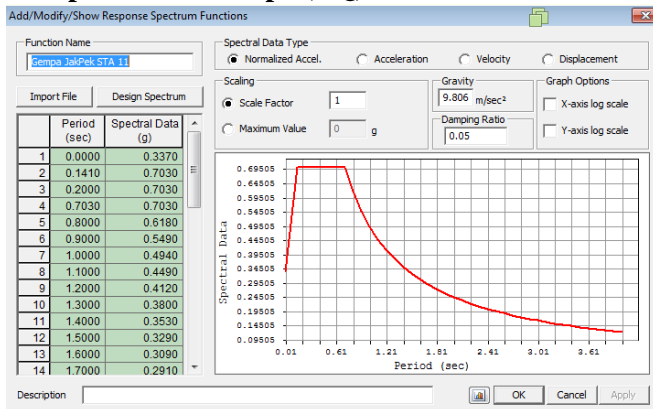 Add/Modify/Show Response Spectrum Functions
Function Name
Gempa JakPek STA 11
Import File
Design Spectrum
Spectral Data Type
Normalized Accel.
Acceleration
Velocity
Displacement
Scaling
Scale Factor
1
Maximum Value
0
g
Gravity
9.806
m/sec²
Damping Ratio
0.05
Graph Options
X-axis log scale
Y-axis log scale
Period (sec) Spectral Data (g)
1 0.0000 0.3370
2 0.1410 0.7030
3 0.2000 0.7030
4 0.7030 0.7030
5 0.8000 0.6180
6 0.9000 0.5490
7 1.0000 0.4940
8 1.1000 0.4490
9 1.2000 0.4120
10 1.3000 0.3800
11 1.4000 0.3530
12 1.5000 0.3290
13 1.6000 0.3090
14 1.7000 0.2910
Spectral Data
0.69505
0.64505
0.59505
0.54505
0.49505
0.44505
0.39505
0.34505
0.29505
0.24505
0.19505
0.14505
0.09505
0.01 0.61 1.21 1.81 2.41 3.01 3.61
Period (sec)
Description
OK
Cancel
Apply